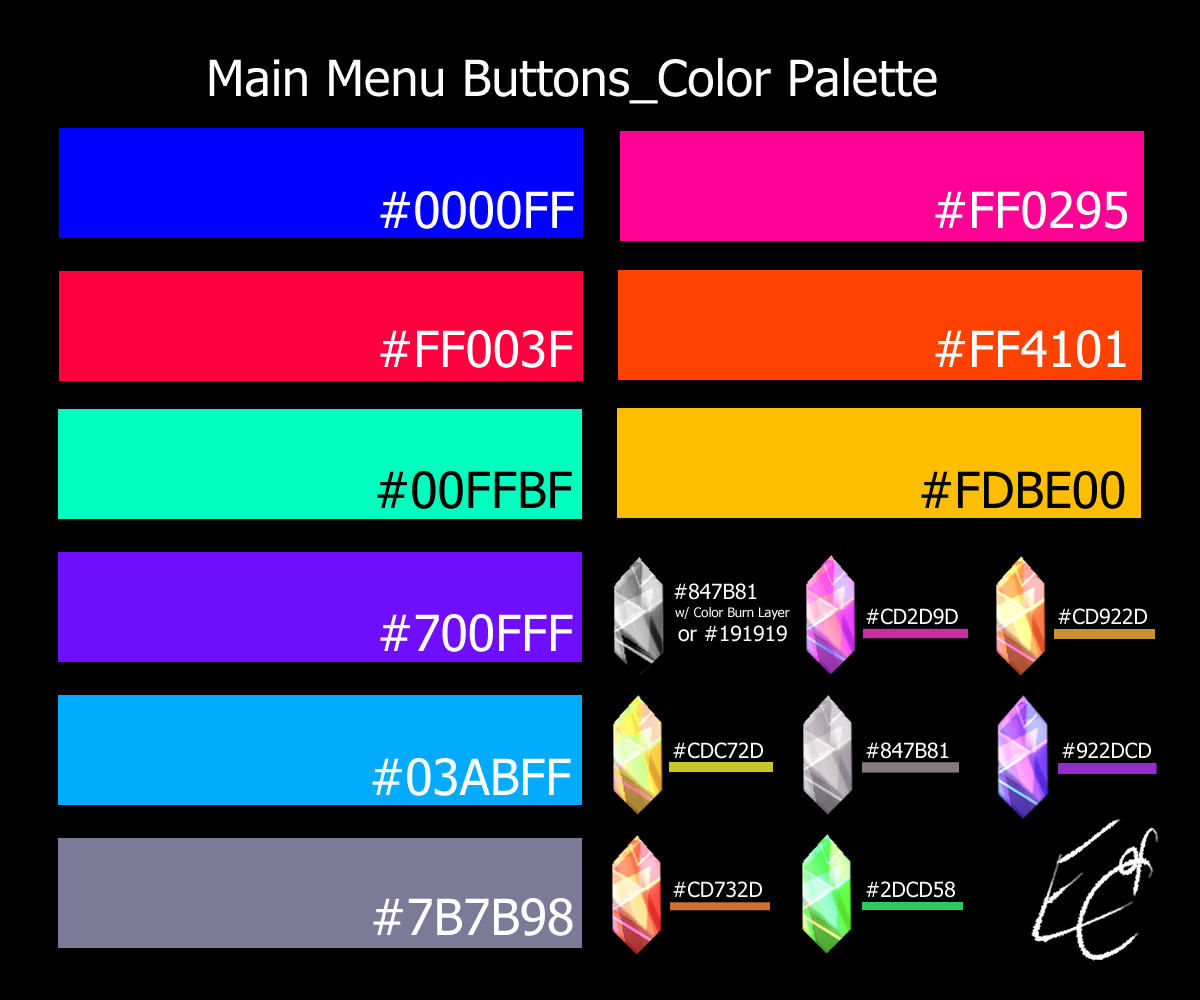 Main Menu Buttons_Color Palette
#0000FF
#FF0295
#FF003F
#FF4101
#00FFBF
#FDBE00
#700FFF
#03ABFF
#7B7B98
#847B81
w/ Color Burn Layer
or #191919
#CD2D9D
#CD922D
#CDC72D
#847B81
#922DCD
#CD732D
#2DCD58